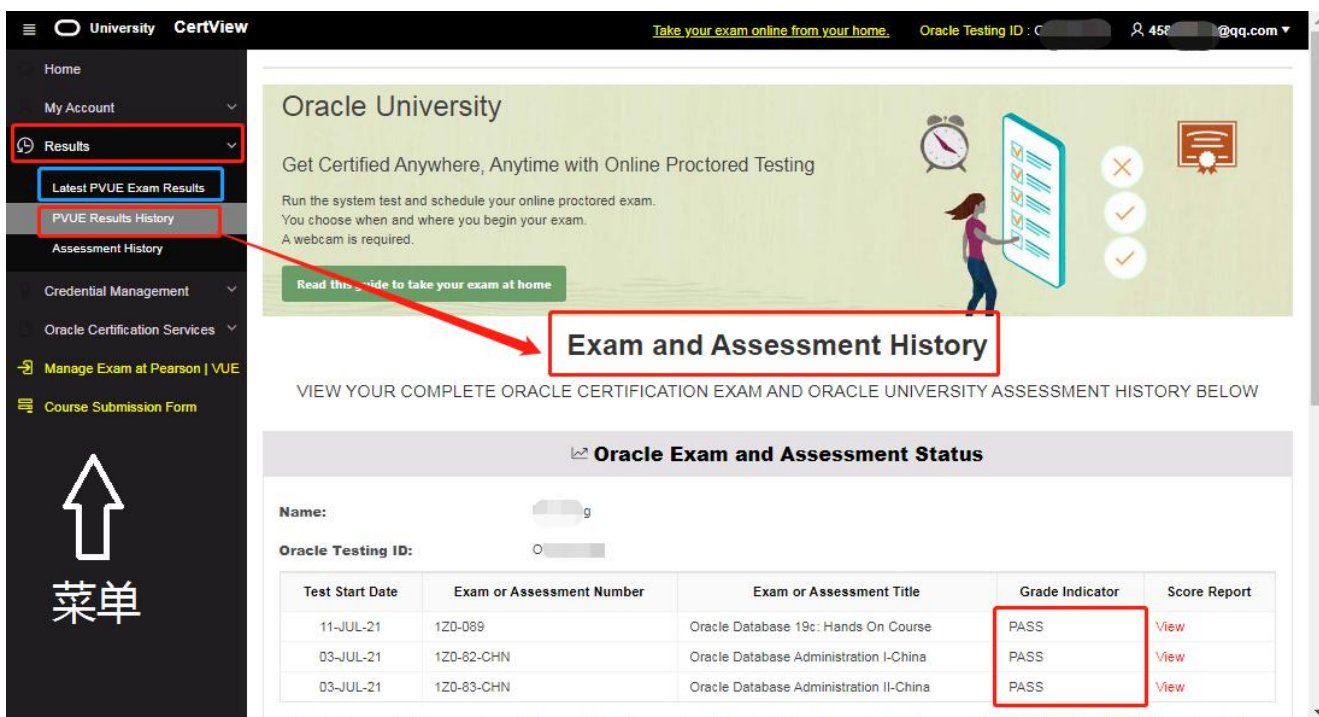 University CertView
Take your exam online from your home. Oracle Testing ID : @qq.com
Home
My Account
Results
Latest PVUE Exam Results
PVUE Results History
Assessment History
Credential Management
Oracle Certification Services
Manage Exam at Pearson | VUE
Course Submission Form
菜单
Oracle University
Get Certified Anywhere, Anytime with Online Proctored Testing
Run the system test and schedule your online proctored exam.
You choose when and where you begin your exam.
A webcam is required.
Read this guide to take your exam at home
Exam and Assessment History
VIEW YOUR COMPLETE ORACLE CERTIFICATION EXAM AND ORACLE UNIVERSITY ASSESSMENT HISTORY BELOW
Oracle Exam and Assessment Status
Name: g
Oracle Testing ID: O
Test Start Date Exam or Assessment Number Exam or Assessment Title Grade Indicator Score Report
11-JUL-21 1Z0-089 Oracle Database 19c: Hands On Course PASS View
03-JUL-21 1Z0-82-CHN Oracle Database Administration I-China PASS View
03-JUL-21 1Z0-83-CHN Oracle Database Administration II-China PASS View